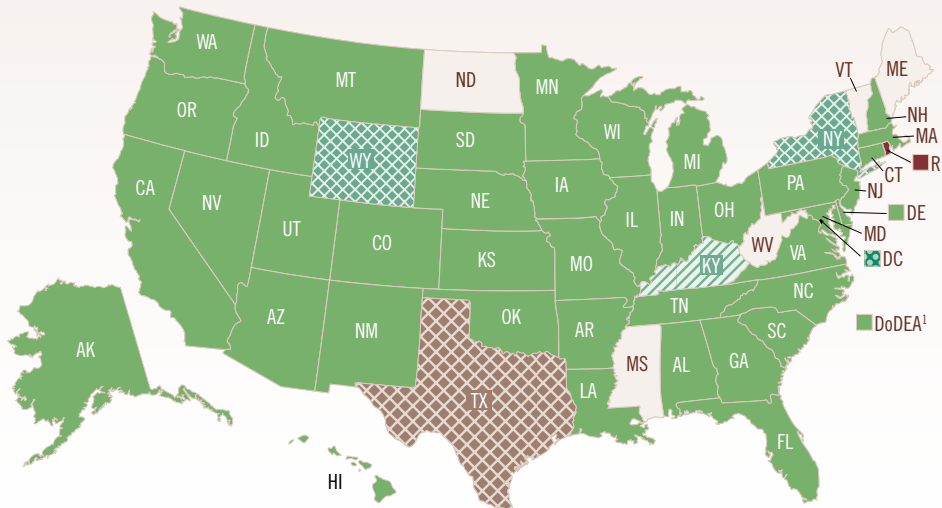 WA
MT
ND
MN
VT
ME
OR
ID
WY
SD
WI
MI
NY
NH
MA
R
CT
CA
NV
UT
CO
NE
IA
IL
IN
OH
PA
NJ
DE
MD
DC
WV
VA
KS
MO
KY
NC
TN
DoDEA¹
AK
AZ
NM
OK
AR
SC
TX
MS
AL
GA
LA
FL
HI